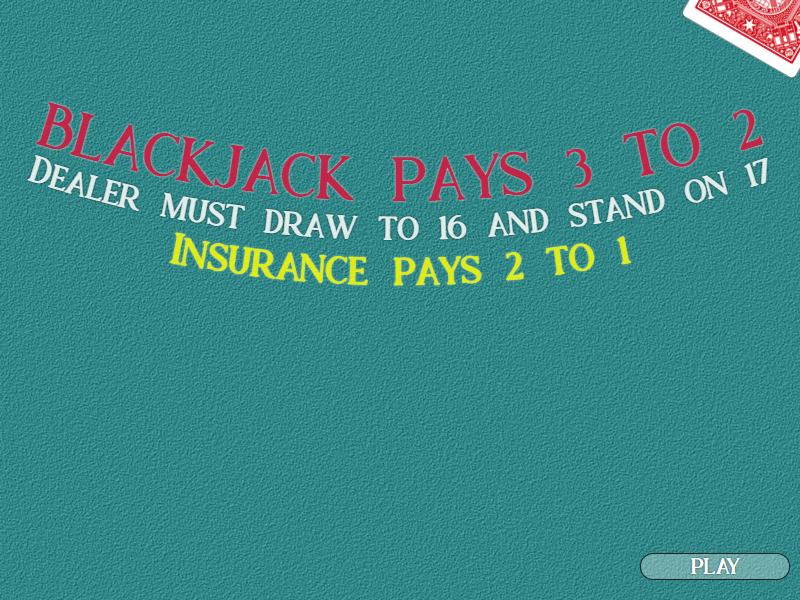 BLACKJACK PAYS 3 TO 2
DEALER MUST DRAW TO 16 AND STAND ON 17
INSURANCE PAYS 2 TO 1
PLAY